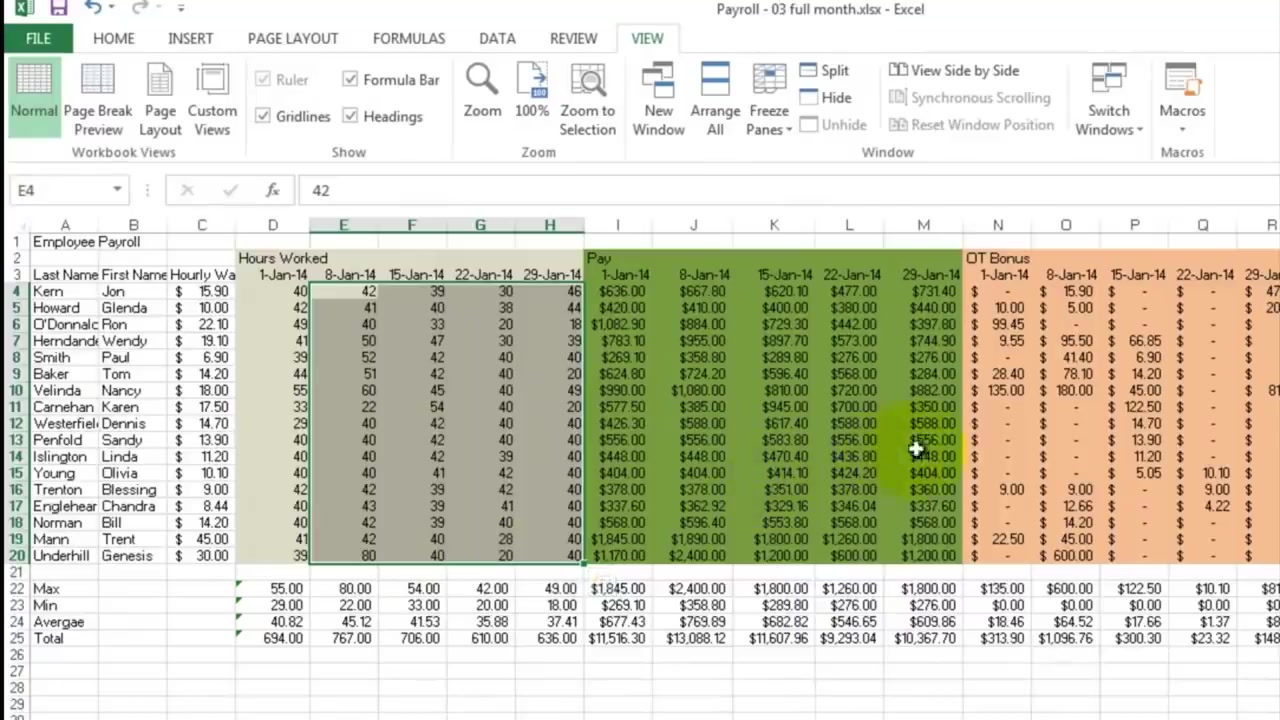 Payroll - 03 full month.xlsx - Excel
FILE HOME INSERT PAGE LAYOUT FORMULAS DATA REVIEW VIEW
Normal Page Break Preview Page Layout Custom Views
Workbook Views
Ruler Formula Bar
Gridlines Headings
Show
Zoom 100% Zoom to Selection
Zoom
New Window Arrange All Freeze Panes
Split
Hide
Unhide
View Side by Side
Synchronous Scrolling
Reset Window Position
Window
Switch Windows
Macros
Macros
E4 fx 42
A B C D E F G H I J K L M N O P Q R
1 Employee Payroll
2 Hours Worked Pay OT Bonus
3 Last Name First Name Hourly Wa 1-Jan-14 8-Jan-14 15-Jan-14 22-Jan-14 29-Jan-14 1-Jan-14 8-Jan-14 15-Jan-14 22-Jan-14 29-Jan-14 1-Jan-14 8-Jan-14 15-Jan-14 22-Jan-14 29-Jan
4 Kern Jon $ 15.90 40 42 39 30 46 $636.00 $667.80 $620.10 $477.00 $731.40 $ - $ 15.90 $ - $ - $ 47
5 Howard Glenda $ 10.00 42 41 40 38 44 $420.00 $410.00 $400.00 $380.00 $440.00 $ 10.00 $ 5.00 $ - $ - $ 20
6 O'Donnalc Ron $ 22.10 49 40 33 20 18 $1,082.90 $884.00 $729.30 $442.00 $397.80 $ 99.45 $ - $ - $ - $
7 Herndande Wendy $ 19.10 41 50 47 30 39 $783.10 $955.00 $897.70 $573.00 $744.90 $ 9.55 $ 95.50 $ 66.85 $ - $
8 Smith Paul $ 6.90 39 52 42 40 40 $269.10 $358.80 $289.80 $276.00 $276.00 $ - $ 41.40 $ 6.90 $ - $
9 Baker Tom $ 14.20 44 51 42 40 20 $624.80 $724.20 $596.40 $568.00 $284.00 $ 28.40 $ 78.10 $ 14.20 $ - $
10 Velinda Nancy $ 18.00 55 60 45 40 49 $990.00 $1,080.00 $810.00 $720.00 $882.00 $ 135.00 $ 180.00 $ 45.00 $ - $ 81
11 Carnehan Karen $ 17.50 33 22 54 40 20 $577.50 $385.00 $945.00 $700.00 $350.00 $ - $ - $ 122.50 $ - $
12 Westerfiel Dennis $ 14.70 29 40 42 40 40 $426.30 $588.00 $617.40 $588.00 $588.00 $ - $ - $ 14.70 $ - $
13 Penfold Sandy $ 13.90 40 40 42 40 40 $556.00 $556.00 $583.80 $556.00 $556.00 $ - $ - $ 13.90 $ - $
14 Islington Linda $ 11.20 40 40 42 39 40 $448.00 $448.00 $470.40 $436.80 $448.00 $ - $ - $ 11.20 $ - $
15 Young Olivia $ 10.10 40 40 41 42 40 $404.00 $404.00 $414.10 $424.20 $404.00 $ - $ - $ 5.05 $ 10.10 $
16 Trenton Blessing $ 9.00 42 42 39 42 40 $378.00 $378.00 $351.00 $378.00 $360.00 $ 9.00 $ 9.00 $ - $ 9.00 $
17 Englehear Chandra $ 8.44 40 43 39 41 40 $337.60 $362.92 $329.16 $346.04 $337.60 $ - $ 12.66 $ - $ 4.22 $
18 Norman Bill $ 14.20 40 42 39 40 40 $568.00 $596.40 $553.80 $568.00 $568.00 $ - $ 14.20 $ - $ - $
19 Mann Trent $ 45.00 41 42 40 28 40 $1,845.00 $1,890.00 $1,800.00 $1,260.00 $1,800.00 $ 22.50 $ 45.00 $ - $ - $
20 Underhill Genesis $ 30.00 39 80 40 20 40 $1,170.00 $2,400.00 $1,200.00 $600.00 $1,200.00 $ - $ 600.00 $ - $ - $
21
22 Max 55.00 80.00 54.00 42.00 49.00 $1,845.00 $2,400.00 $1,800.00 $1,260.00 $1,800.00 $135.00 $600.00 $122.50 $10.10 $81
23 Min 29.00 22.00 33.00 20.00 18.00 $269.10 $358.80 $289.80 $276.00 $276.00 $0.00 $0.00 $0.00 $0.00 $0
24 Avergae 40.82 45.12 41.53 35.88 37.41 $677.43 $769.89 $682.82 $546.65 $609.86 $18.46 $64.52 $17.66 $1.37 $8
25 Total 694.00 767.00 706.00 610.00 636.00 $11,516.30 $13,088.12 $11,607.96 $9,293.04 $10,367.70 $313.90 $1,096.76 $300.30 $23.32 $148
26
27
28
29